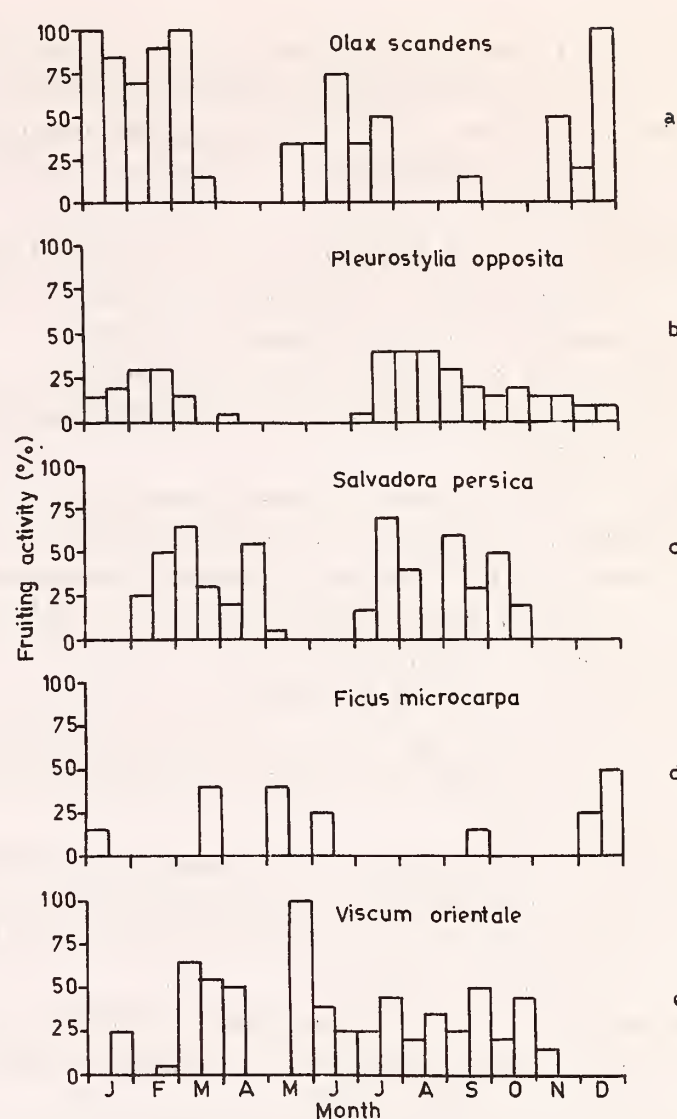 Fruiting activity (%)
100
75
50
25
0
Olax scandens
a
100
75
50
25
0
Pleurostylia opposita
b
100
75
50
25
0
Salvadora persica
c
100
75
50
25
0
Ficus microcarpa
d
100
75
50
25
0
Viscum orientale
e
J F M A M J J A S O N D
Month